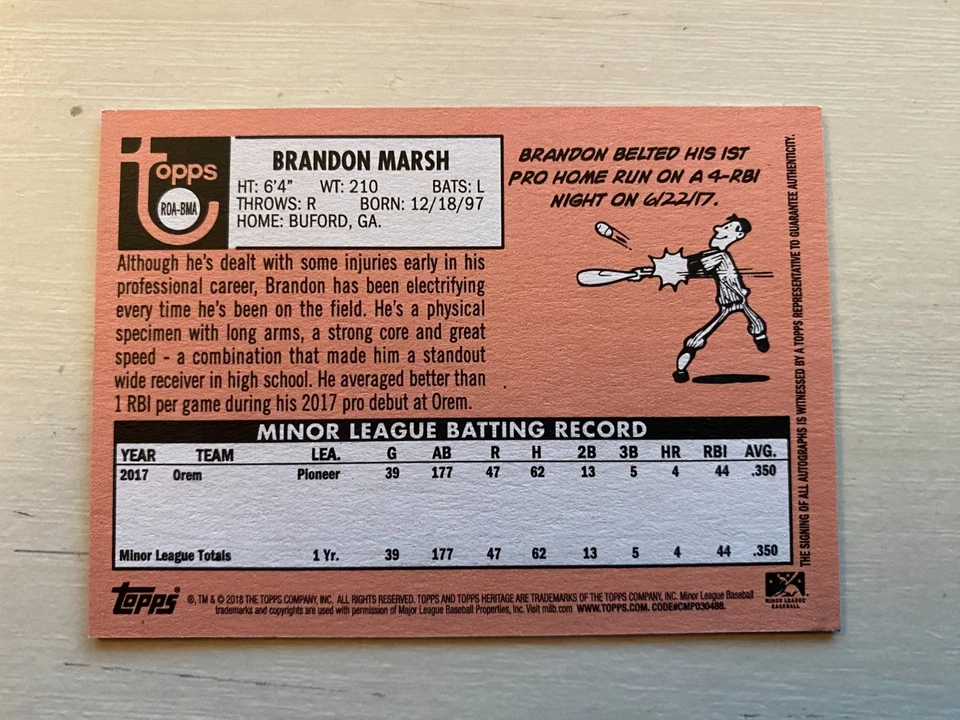 topps
ROA-BMA
BRANDON MARSH
HT: 6'4" WT: 210 BATS: L
THROWS: R BORN: 12/18/97
HOME: BUFORD, GA.
BRANDON BELTED HIS 1ST
PRO HOME RUN ON A 4-RBI
NIGHT ON 6/22/17.
Although he's dealt with some injuries early in his
professional career, Brandon has been electrifying
every time he's been on the field. He's a physical
specimen with long arms, a strong core and great
speed - a combination that made him a standout
wide receiver in high school. He averaged better than
1 RBI per game during his 2017 pro debut at Orem.
MINOR LEAGUE BATTING RECORD
YEAR TEAM LEA. G AB R H 2B 3B HR RBI AVG.
2017 Orem Pioneer 39 177 47 62 13 5 4 44 .350
Minor League Totals 1 Yr. 39 177 47 62 13 5 4 44 .350
THE SIGNING OF ALL AUTOGRAPHS IS WITNESSED BY A TOPPS REPRESENTATIVE TO GUARANTEE AUTHENTICITY.
topps ®, TM & © 2018 THE TOPPS COMPANY, INC. ALL RIGHTS RESERVED. TOPPS AND TOPPS HERITAGE ARE TRADEMARKS OF THE TOPPS COMPANY, INC. Minor League Baseball
trademarks and copyrights are used with permission of Major League Baseball Properties, Inc. Visit milb.com WWW.TOPPS.COM. CODE#CMP030488.
MINOR LEAGUE
BASEBALL